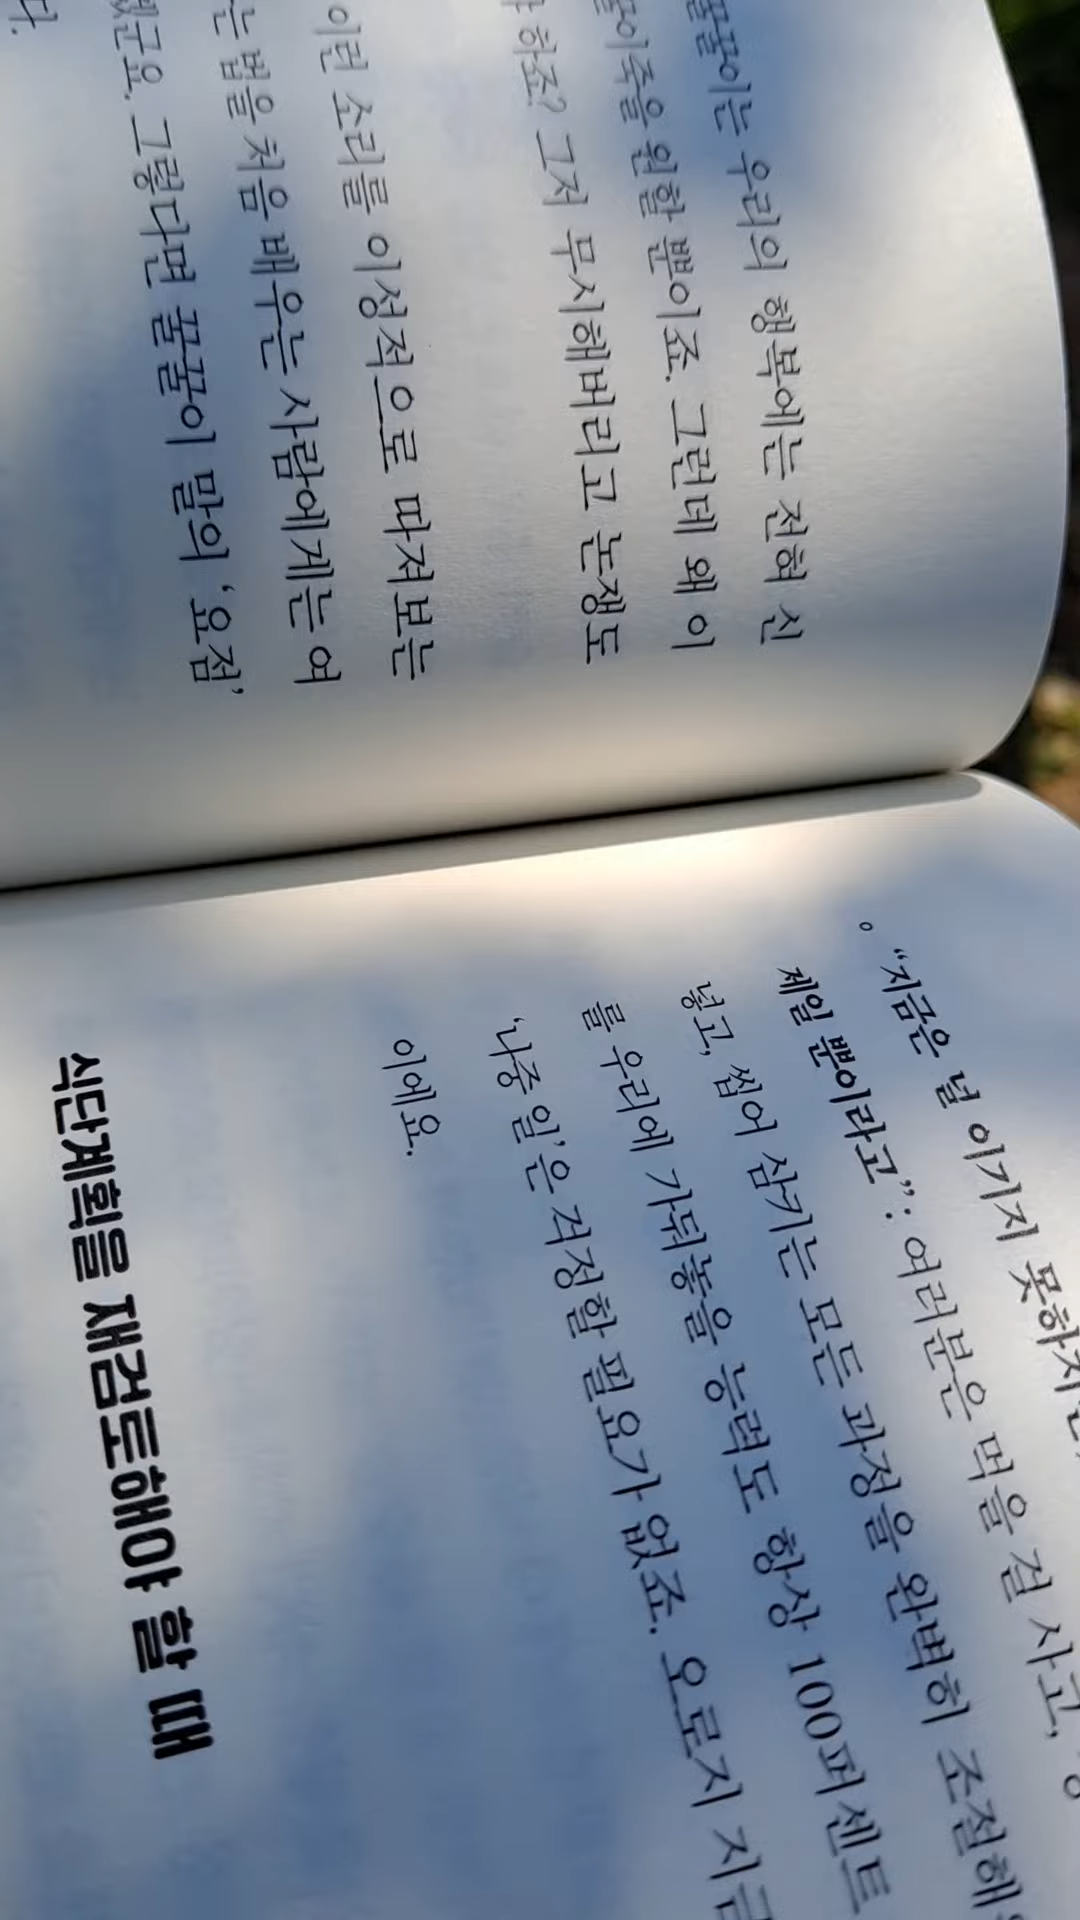 꿀꿀이는 우리의 행복에는 전혀 신
꿀이죽을 원할 뿐이죠. 그런데 왜 이
하죠? 그저 무시해버리고 논쟁도
이런 소리를 이성적으로 따져보는
는 법을 처음 배우는 사람에게는 여
겠군요. 그렇다면 꿀꿀이 말의 ‘요점’
다.
“지금은 널 이기지 못하지만
제일 뿐이라고”: 여러분은 먹을 걸 사고,
넣고, 씹어 삼키는 모든 과정을 완벽히 조절해
를 우리에 가둬놓을 능력도 항상 100퍼센트
‘나중 일’은 걱정할 필요가 없죠. 오로지 지금
이에요.
식단계획을 재검토해야 할 때